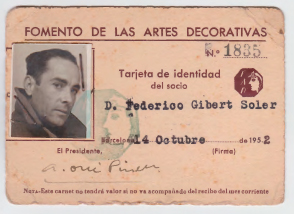 FOMENTO DE LAS ARTES DECORATIVAS
N.º 1835
Tarjeta de identidad
del socio
D. Federico Gibert Soler
Barcelona 14 Octubre de 1952
El Presidente, (Firma)
NOTA: Este carnet no tendrá valor si no va acompañado del recibo del mes corriente